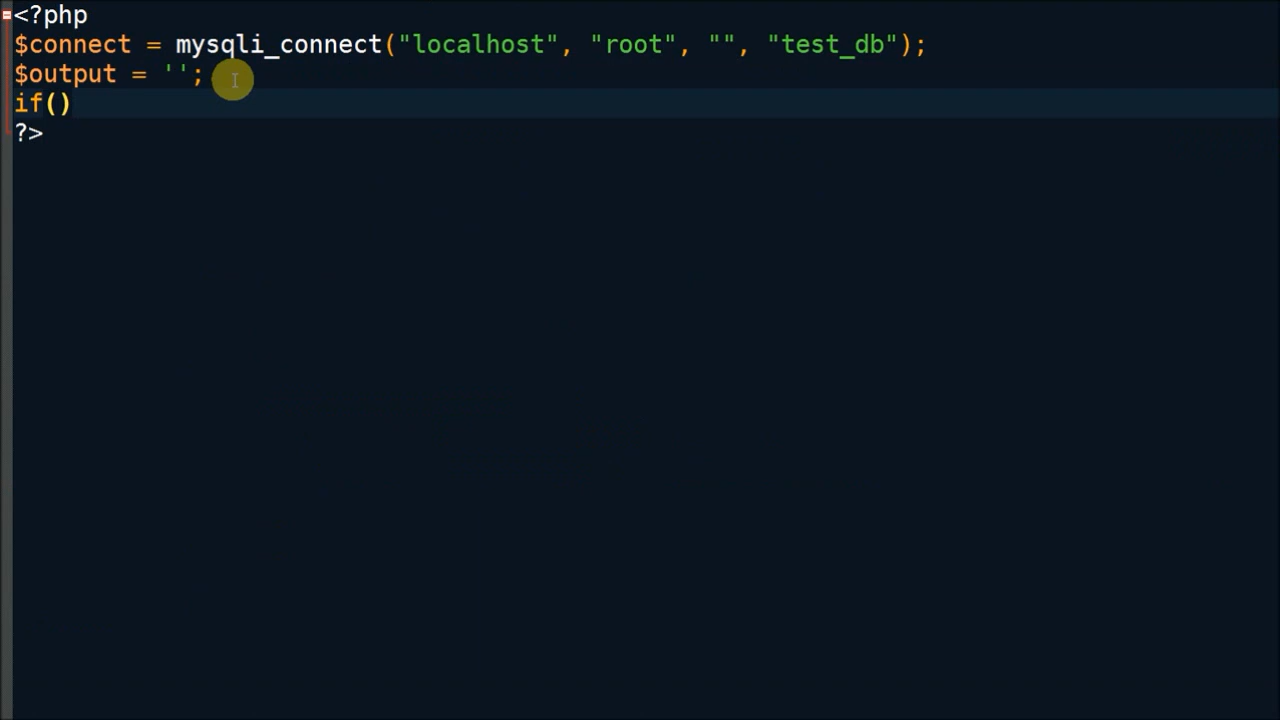 <?php
$connect = mysqli_connect("localhost", "root", "", "test_db");
$output = '';
if()
?>